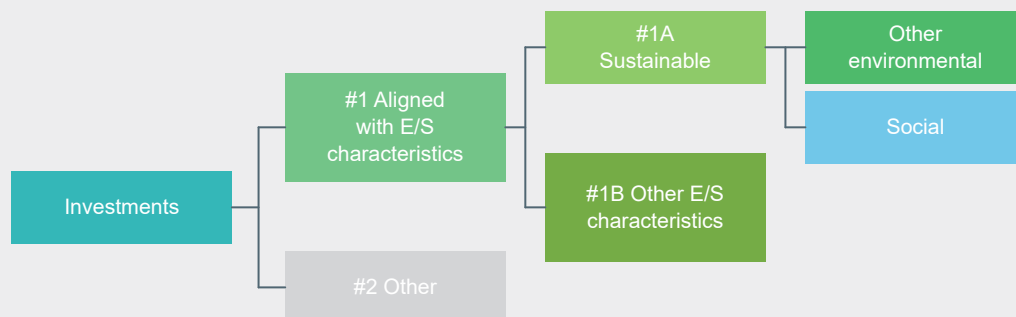 Investments
#1 Aligned
with E/S
characteristics
#2 Other
#1A
Sustainable
#1B Other E/S
characteristics
Other
environmental
Social